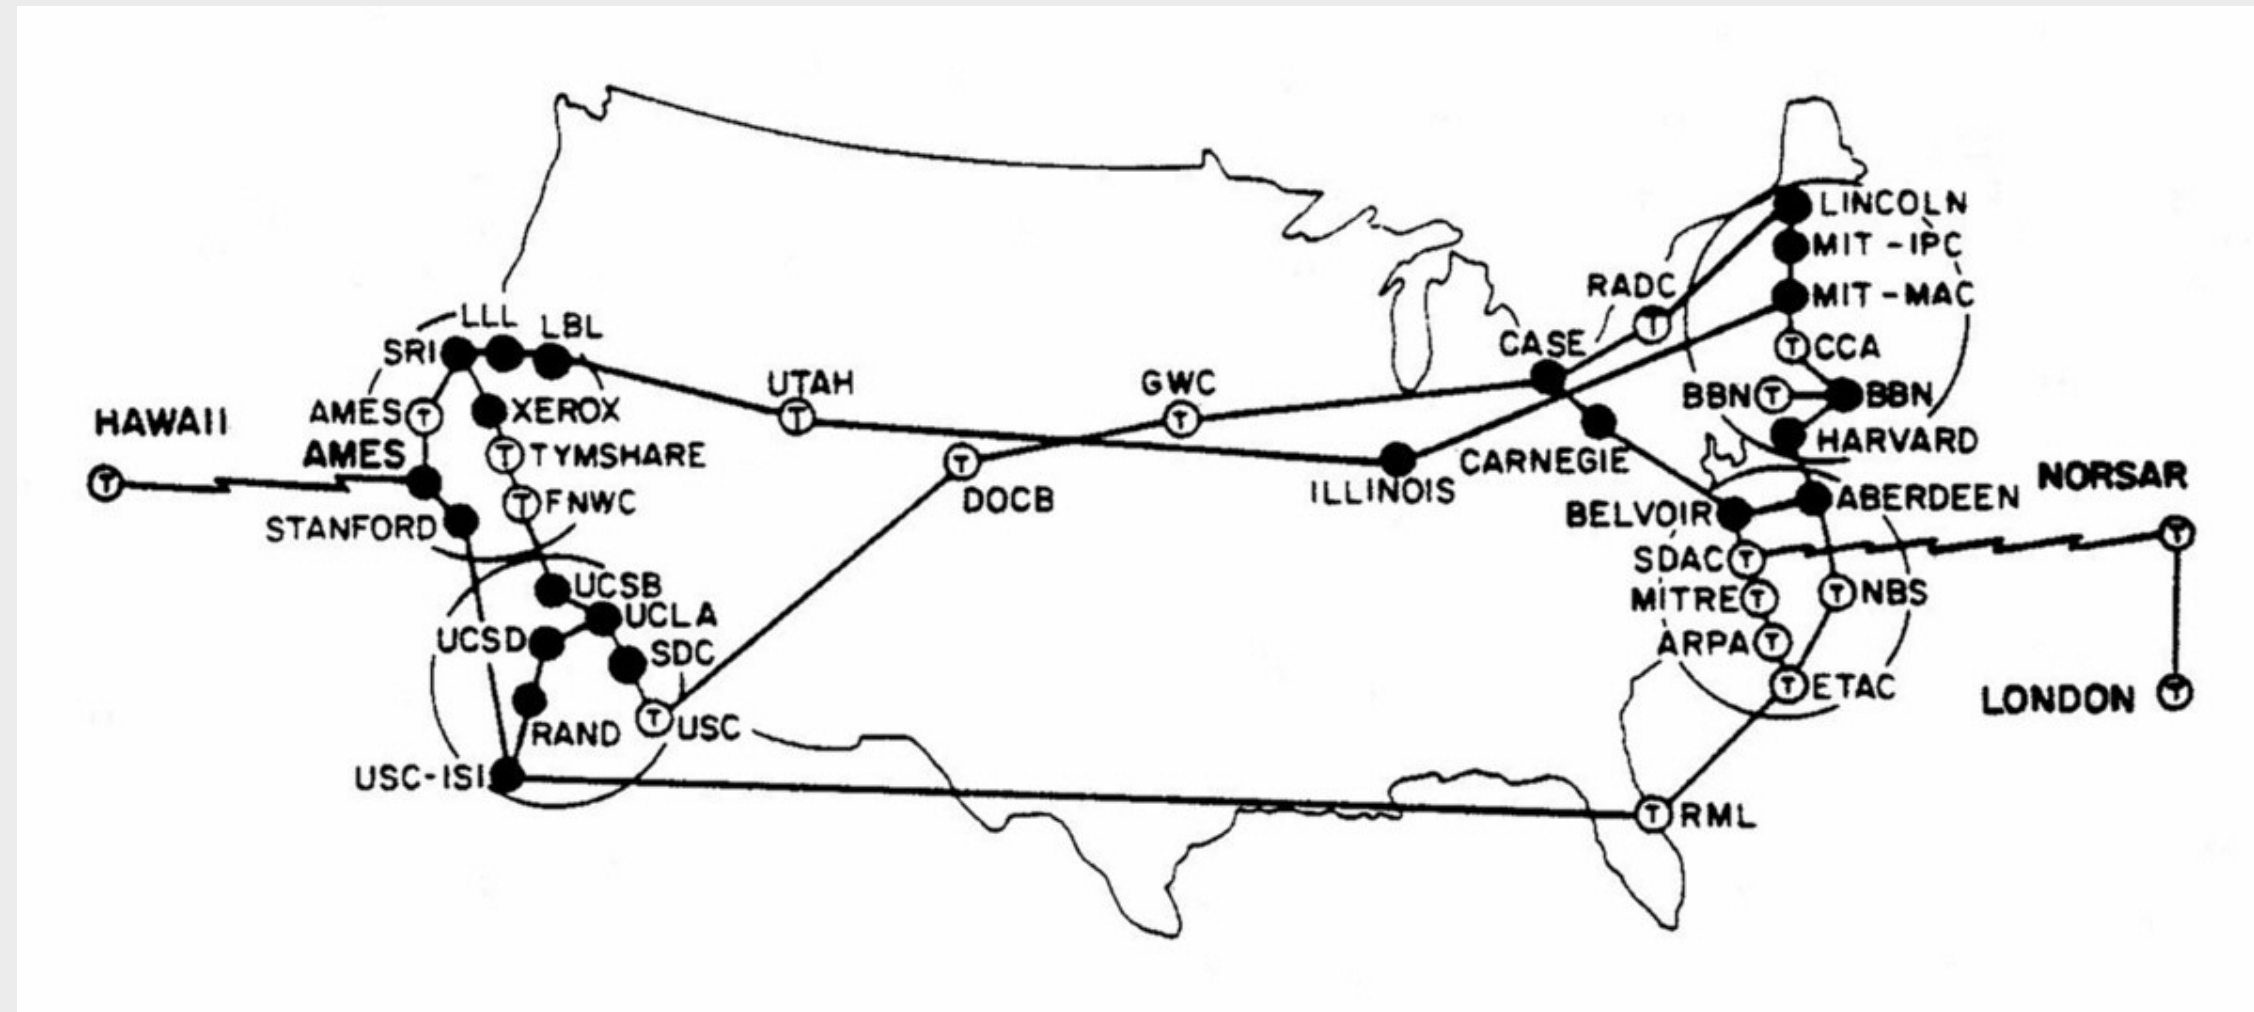 LINCOLN
MIT-IPC
RADC
T
MIT-MAC
LLL
LBL
SRI
CASE
T CCA
UTAH
T
GWC
T
BBN T
BBN
HAWAII
T
AMES T
XEROX
HARVARD
AMES
T TYMSHARE
T
DOCB
CARNEGIE
ILLINOIS
NORSAR
T
T FNWC
ABERDEEN
STANFORD
BELVOIR
SDAC T
UCSB
MITRE T
T NBS
UCLA
UCSD
ARPA T
SDC
T ETAC
LONDON T
T USC
RAND
USC-ISI
T RML